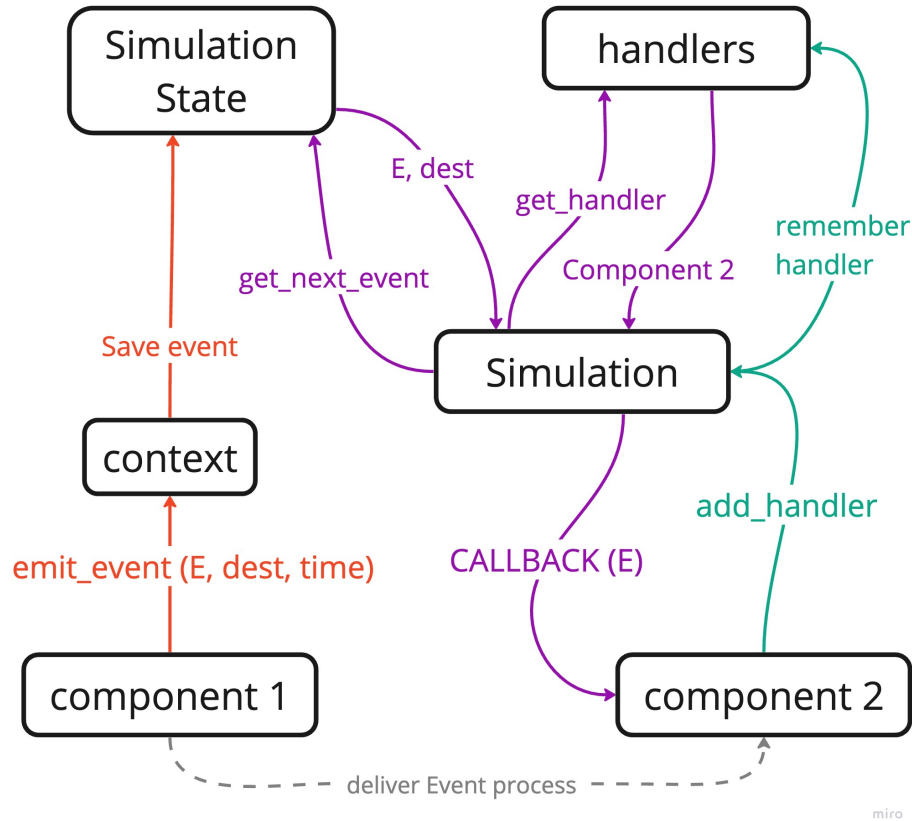 Simulation
State
handlers
E, dest
get_handler
remember
handler
Component 2
get_next_event
Save event
Simulation
context
add_handler
CALLBACK (E)
emit_event (E, dest, time)
component 1
component 2
deliver Event process
miro